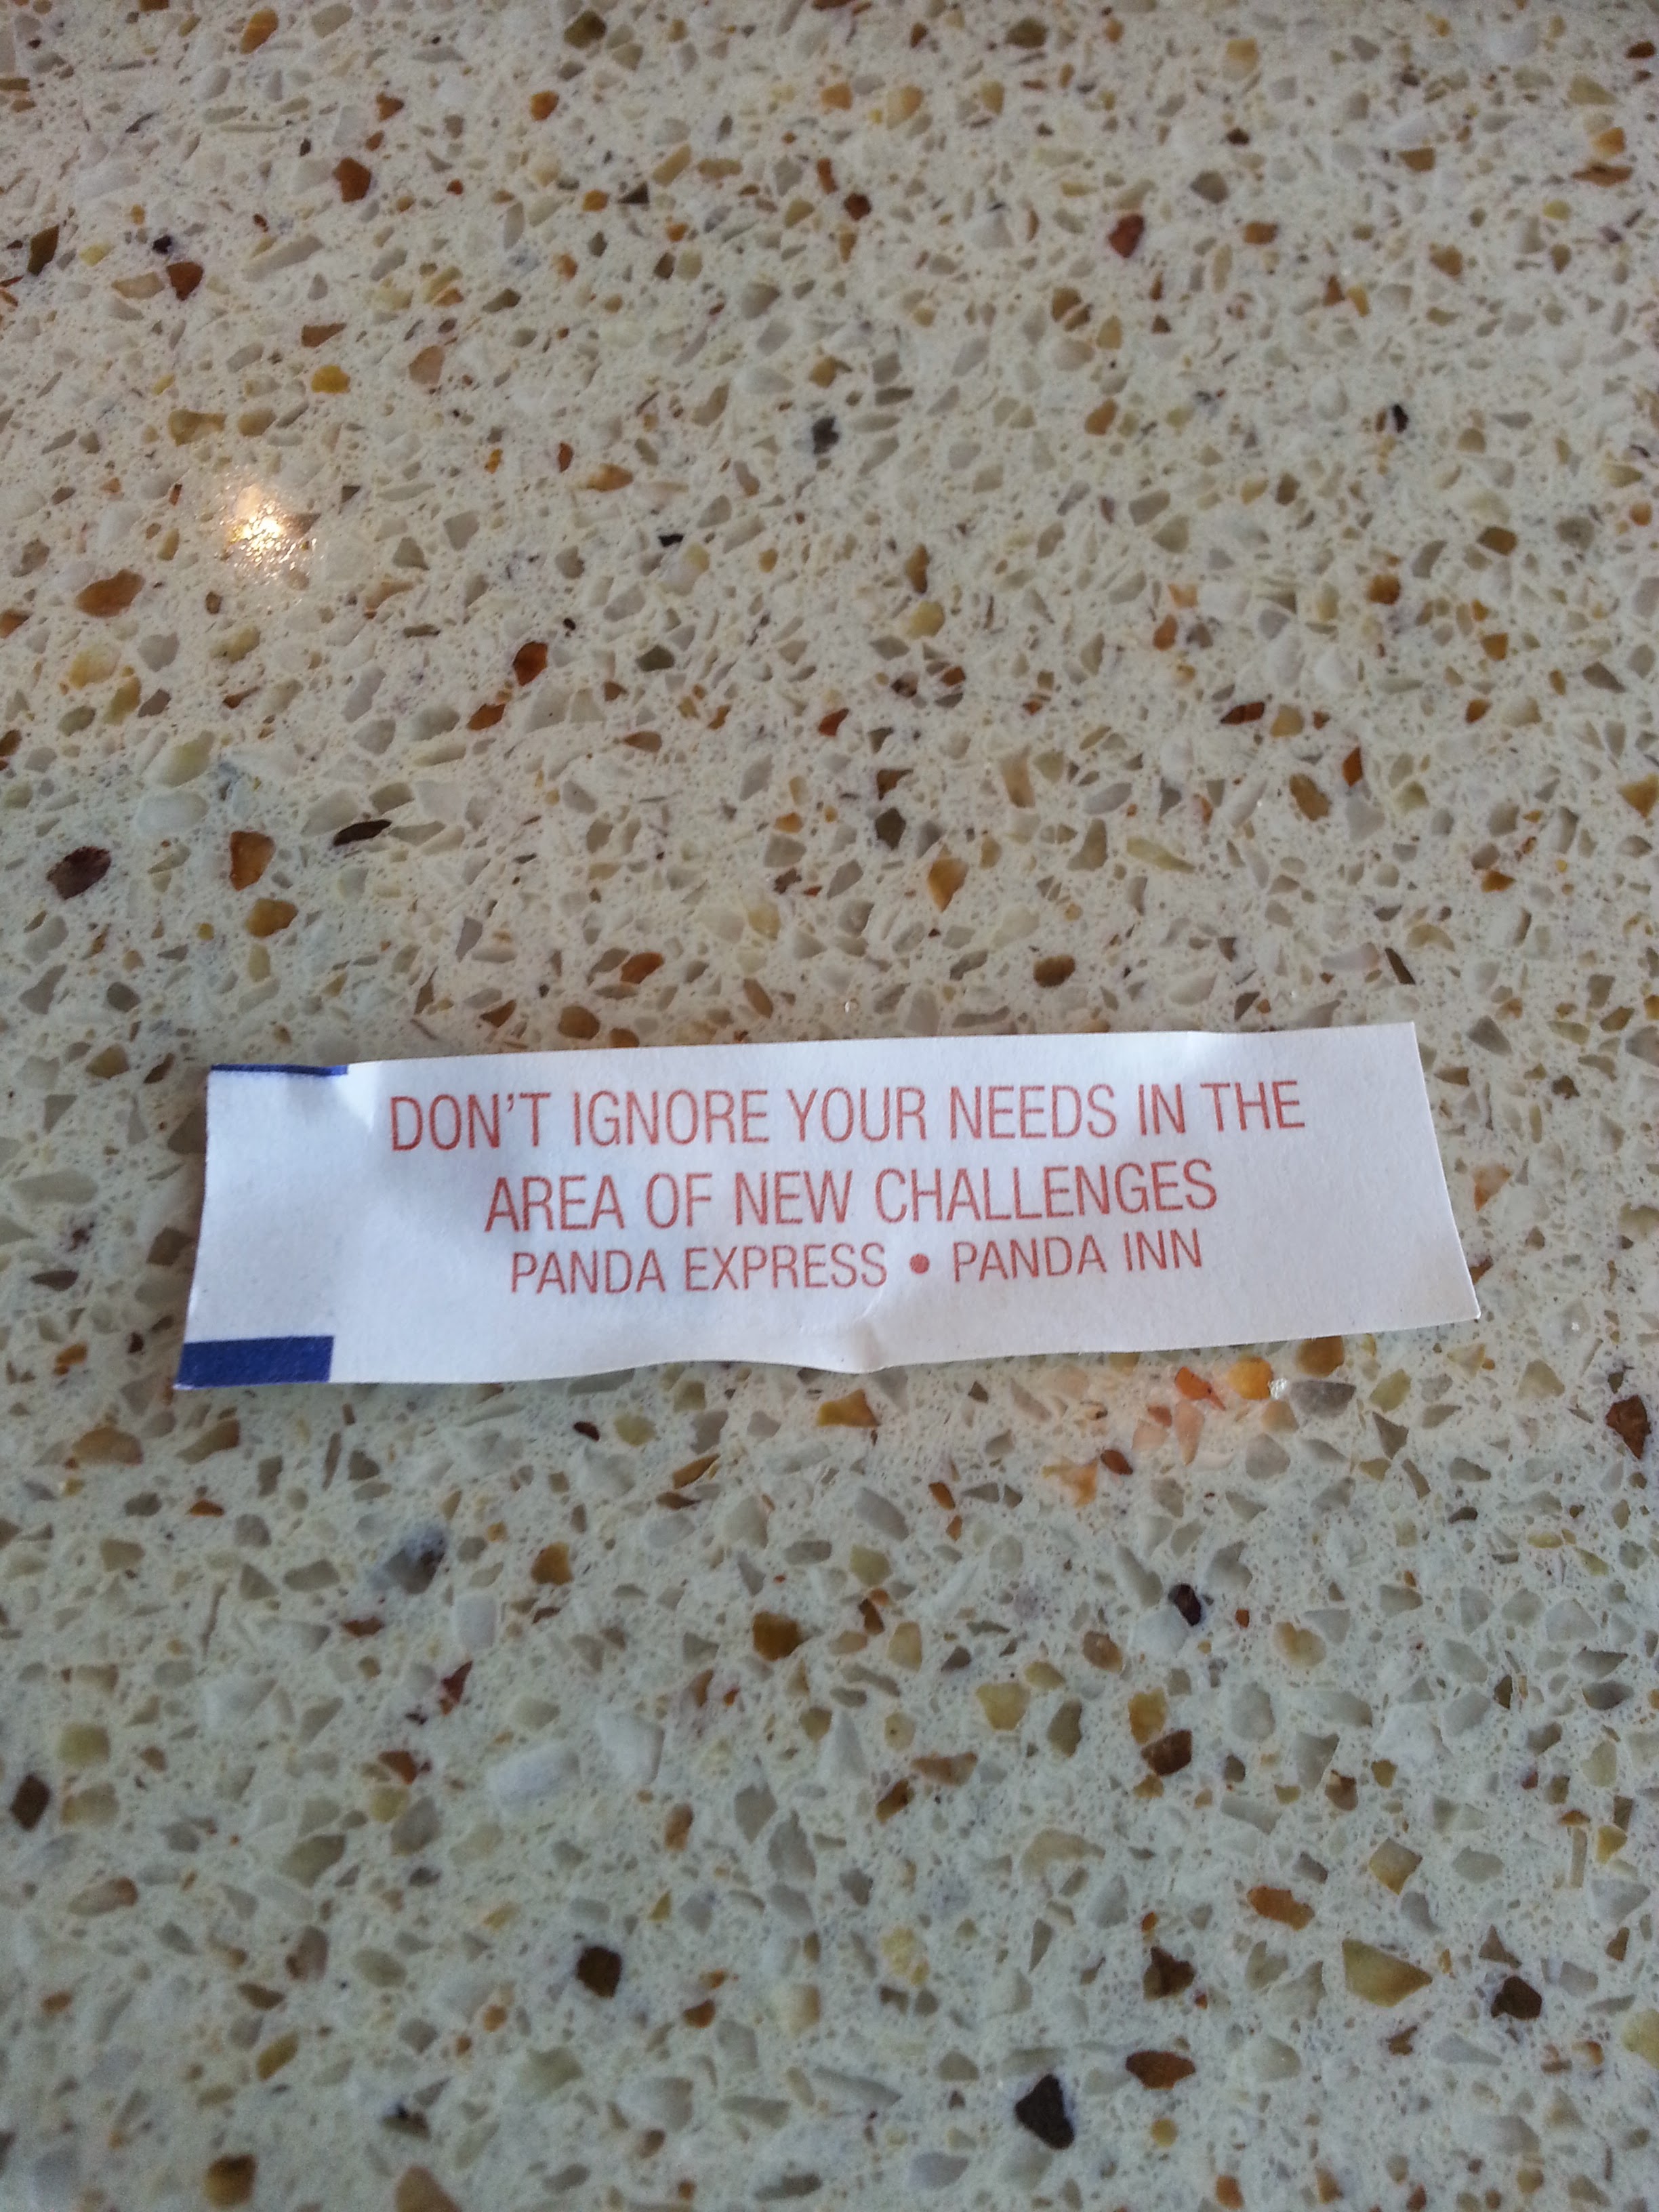 DON'T IGNORE YOUR NEEDS IN THE
AREA OF NEW CHALLENGES
PANDA EXPRESS • PANDA INN